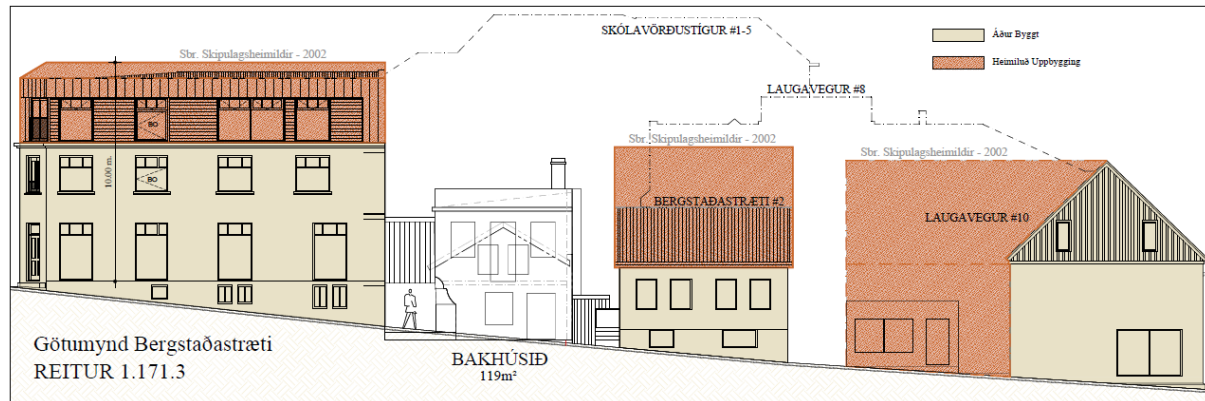 SKÓLAVÖRÐUSTÍGUR #1-5
Áður Byggt
Sbr. Skipulagsheimildir - 2002
Heimiluð Uppbygging
LAUGAVEGUR #8
BO
Sbr. Skipulagsheimildir - 2002
Sbr. Skipulagsheimildir - 2002
10.00 m.
BO
BERGSTAÐASTRÆTI #2
LAUGAVEGUR #10
Götumynd Bergstaðastræti
REITUR 1.171.3
BAKHÚSIÐ
119m²